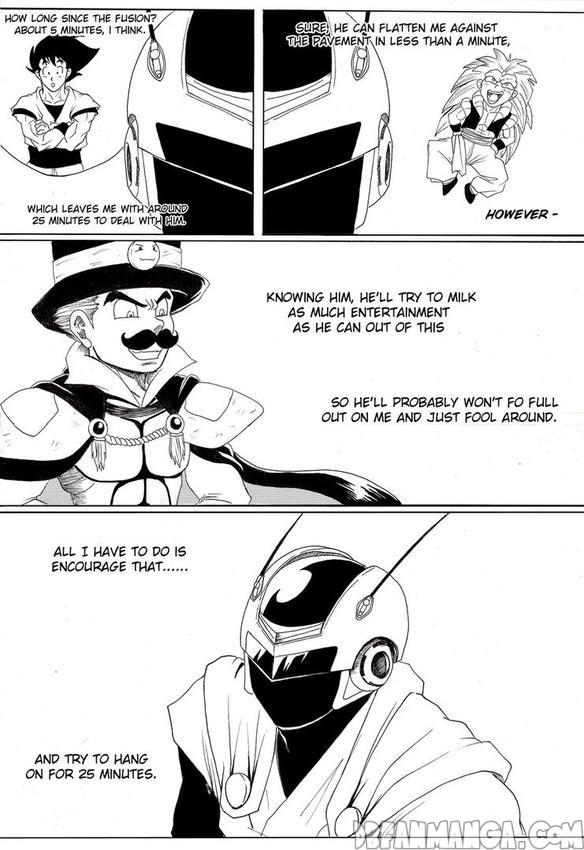 HOW LONG SINCE THE FUSION?
ABOUT 5 MINUTES, I THINK.
WHICH LEAVES ME WITH AROUND
25 MINUTES TO DEAL WITH HIM.
SURE, HE CAN FLATTEN ME AGAINST
THE PAVEMENT IN LESS THAN A MINUTE,
HOWEVER -
KNOWING HIM, HE'LL TRY TO MILK
AS MUCH ENTERTAINMENT
AS HE CAN OUT OF THIS
SO HE'LL PROBABLY WON'T FO FULL
OUT ON ME AND JUST FOOL AROUND.
ALL I HAVE TO DO IS
ENCOURAGE THAT......
AND TRY TO HANG
ON FOR 25 MINUTES.
DBFANMANGA.COM